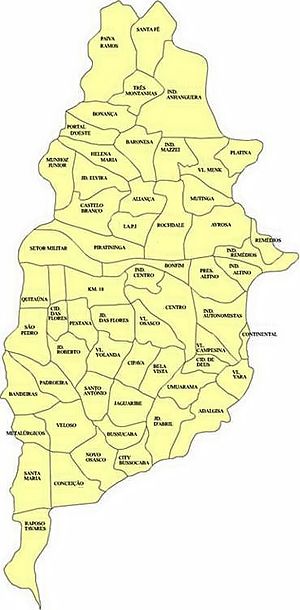 SANTA FÉ
PAIVA
RAMOS
TRÊS
MONTANHAS
IND.
ANHANGUERA
BONANÇA
PORTAL
D'OESTE
BARONESA
IND.
MAZZEI
PLATINA
MUNHOZ
JUNIOR
HELENA
MARIA
VL. MENK
JD. ELVIRA
ALIANÇA
MUTINGA
CASTELO
BRANCO
I.A.P.I
ROCHDALE
AYROSA
REMÉDIOS
SETOR MILITAR
PIRATININGA
IND.
REMÉDIOS
BONFIM
PRES.
ALTINO
IND.
ALTINO
IND.
CENTRO
KM. 18
QUITAÚNA
CENTRO
CID.
DAS
FLORES
JD.
DAS FLORES
VL.
OSASCO
IND.
AUTONOMISTAS
SÃO
PEDRO
PESTANA
CONTINENTAL
JD.
ROBERTO
VL.
YOLANDA
VL.
CAMPESINA
CID. DE
DEUS
CIPAVA
BELA
VISTA
VL.
YARA
PADROEIRA
BANDEIRAS
SANTO
ANTÔNIO
UMUARAMA
JAGUARIBE
ADALGISA
METALÚRGICOS
VELOSO
JD.
D'ABRIL
BUSSUCABA
NOVO
OSASCO
CITY
BUSSOCABA
SANTA
MARIA
CONCEIÇÃO
RAPOSO
TAVARES